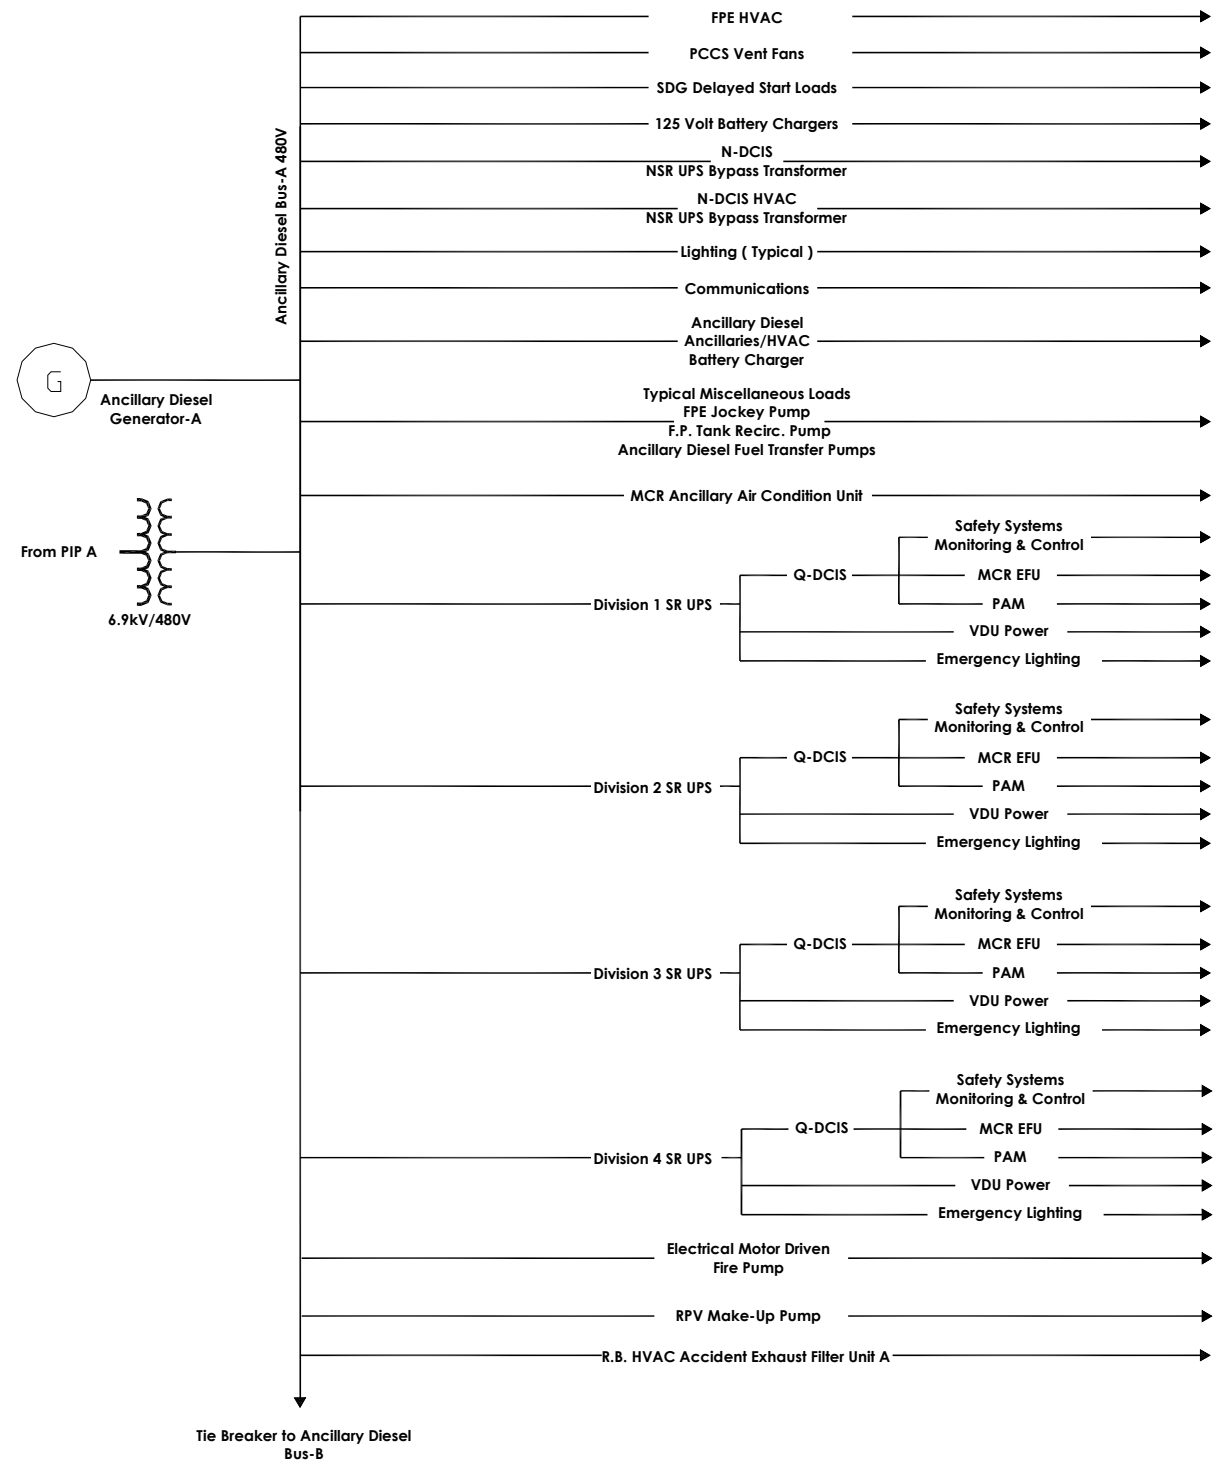 FPE HVAC
PCCS Vent Fans
SDG Delayed Start Loads
125 Volt Battery Chargers
N-DCIS
NSR UPS Bypass Transformer
N-DCIS HVAC
NSR UPS Bypass Transformer
Lighting ( Typical )
Communications
Ancillary Diesel Bus-A 480V
Ancillary Diesel
Ancillaries/HVAC
Battery Charger
G
Ancillary Diesel
Generator-A
Typical Miscellaneous Loads
FPE Jockey Pump
F.P. Tank Recirc. Pump
Ancillary Diesel Fuel Transfer Pumps
MCR Ancillary Air Condition Unit
From PIP A
6.9kV/480V
Division 1 SR UPS
Q-DCIS
Safety Systems
Monitoring & Control
MCR EFU
PAM
VDU Power
Emergency Lighting
Division 2 SR UPS
Q-DCIS
Safety Systems
Monitoring & Control
MCR EFU
PAM
VDU Power
Emergency Lighting
Division 3 SR UPS
Q-DCIS
Safety Systems
Monitoring & Control
MCR EFU
PAM
VDU Power
Emergency Lighting
Division 4 SR UPS
Q-DCIS
Safety Systems
Monitoring & Control
MCR EFU
PAM
VDU Power
Emergency Lighting
Electrical Motor Driven
Fire Pump
RPV Make-Up Pump
R.B. HVAC Accident Exhaust Filter Unit A
Tie Breaker to Ancillary Diesel
Bus-B